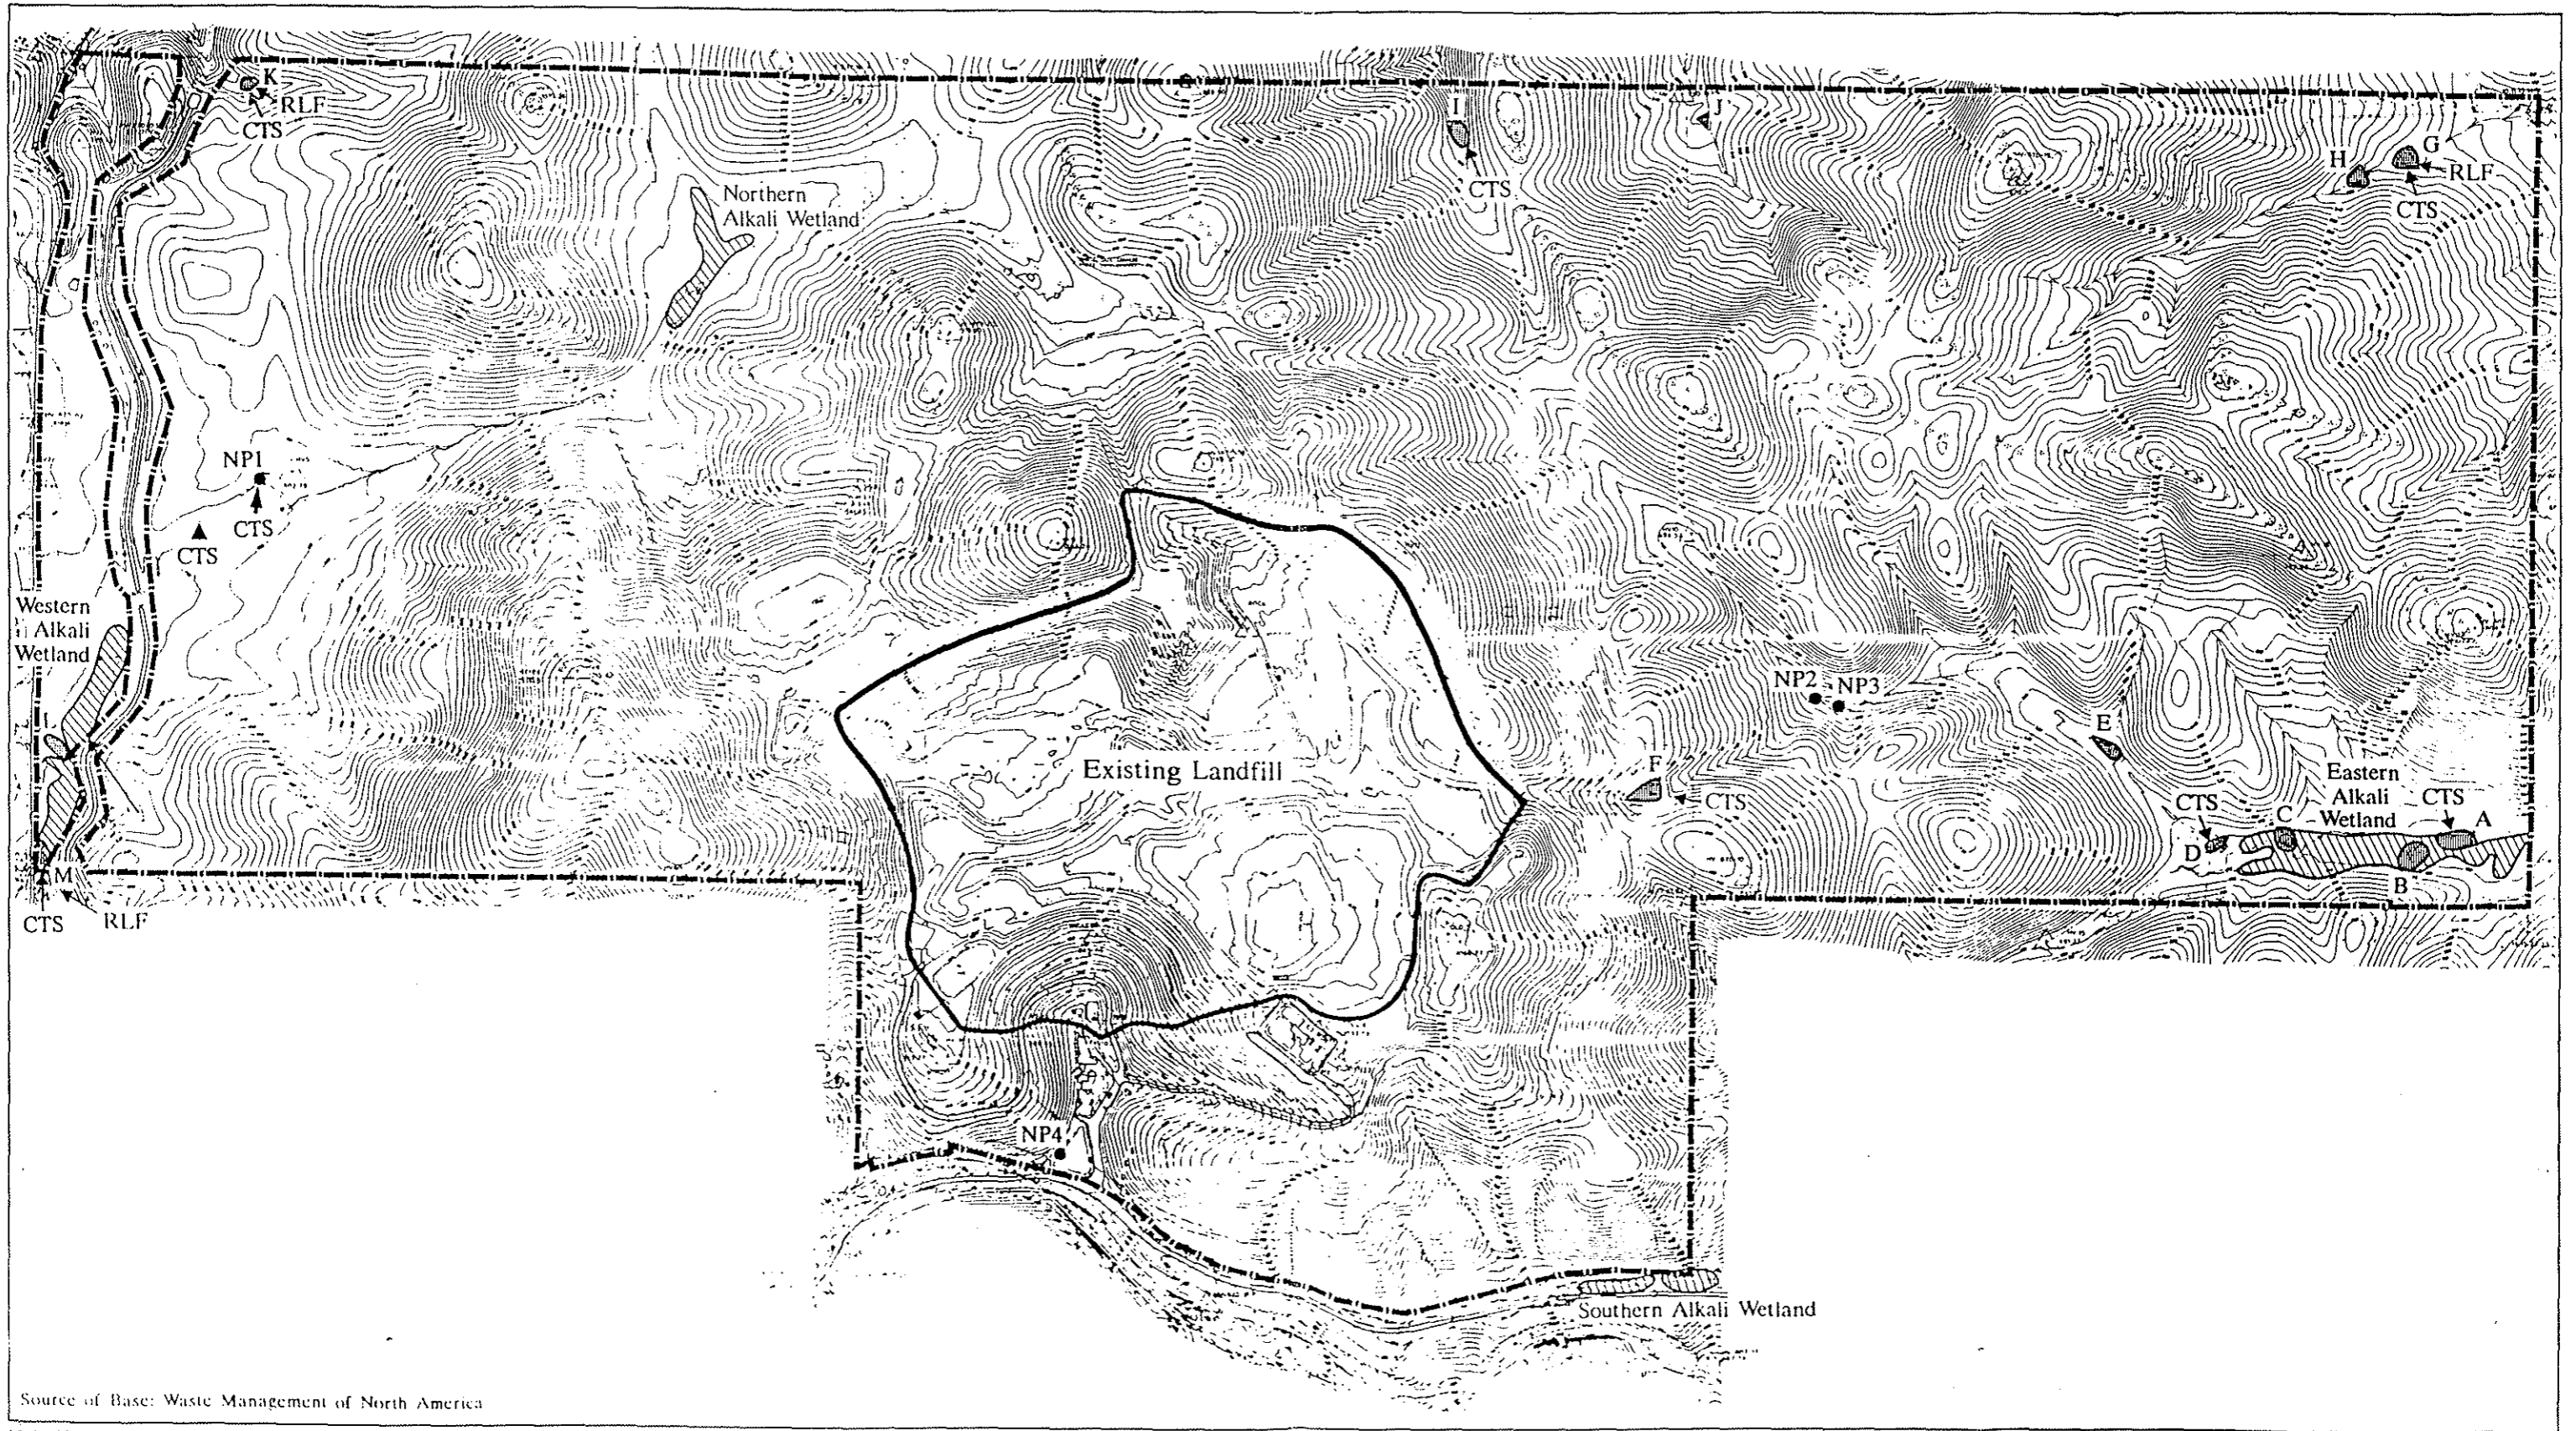 K
RLF
CTS
I
CTS
J
H
G
RLF
CTS
Northern
Alkali Wetland
NP1
CTS
CTS
Western
Alkali
Wetland
L
M
CTS
RLF
Existing Landfill
NP2
NP3
F
CTS
E
Eastern
Alkali
Wetland
CTS
C
CTS
A
D
B
NP4
Southern Alkali Wetland
Source of Base: Waste Management of North America